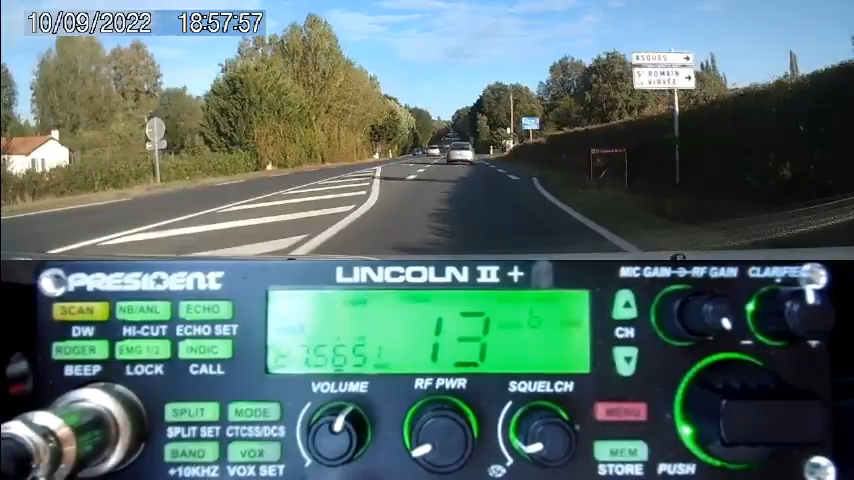 10/09/2022 18:57:57
ASQUES
ST ROMAIN
LA VIRVÉE
PRESIDENT
LINCOLN II +
MIC GAIN RF GAIN CLARIFIER
SCAN NB/ANL ECHO
DW HI-CUT ECHO SET
ROGER EMG 1/2 INDIC
BEEP LOCK CALL
13 b
27.5651
CH
VOLUME RF PWR SQUELCH
SPLIT MODE
SPLIT SET CTCSS/DCS
MENU
BAND VOX
+10KHZ VOX SET
MEM
STORE PUSH